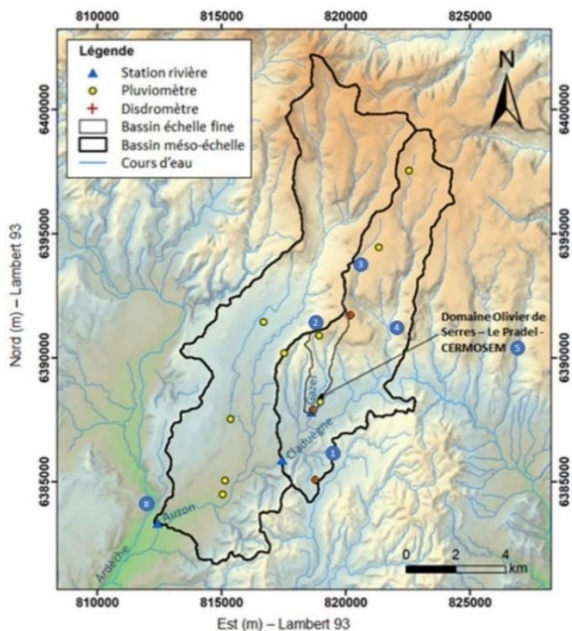 810000 815000 820000 825000
Légende
Station rivière
Pluviomètre
Disdromètre
Bassin échelle fine
Bassin méso-échelle
Cours d'eau
N
6400000
6395000
6390000
6385000
Nord (m) – Lambert 93
3
2
4
Domaine Olivier de
Serres – Le Pradel -
CERMOSEM
5
Gazel
Claduègne
1
Auzon
Ardèche
0 2 4
km
810000 815000 820000 825000
Est (m) – Lambert 93